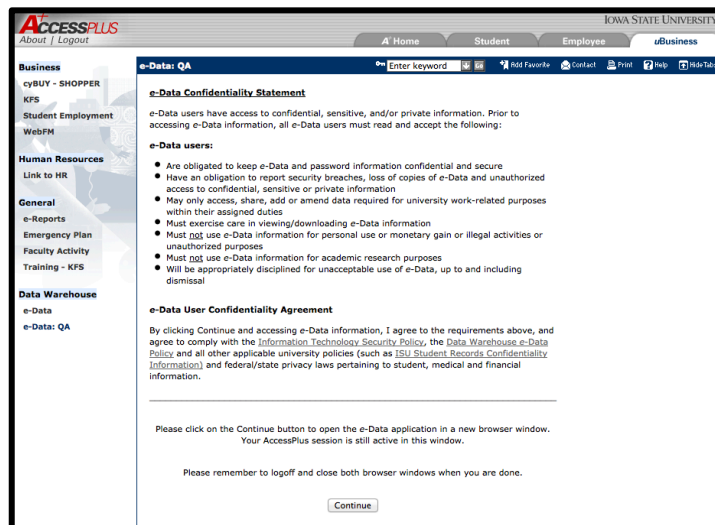 IOWA STATE UNIVERSITY
ACCESSPLUS
About | Logout
A+ Home
Student
Employee
uBusiness
e-Data: QA
Enter keyword
Go
Add Favorite
Contact
Print
Help
HideTabs
Business
cyBUY - SHOPPER
KFS
Student Employment
WebFM
Human Resources
Link to HR
General
e-Reports
Emergency Plan
Faculty Activity
Training - KFS
Data Warehouse
e-Data
e-Data: QA
e-Data Confidentiality Statement
e-Data users have access to confidential, sensitive, and/or private information. Prior to
accessing e-Data information, all e-Data users must read and accept the following:
e-Data users:
● Are obligated to keep e-Data and password information confidential and secure
● Have an obligation to report security breaches, loss of copies of e-Data and unauthorized
access to confidential, sensitive or private information
● May only access, share, add or amend data required for university work-related purposes
within their assigned duties
● Must exercise care in viewing/downloading e-Data information
● Must not use e-Data information for personal use or monetary gain or illegal activities or
unauthorized purposes
● Must not use e-Data information for academic research purposes
● Will be appropriately disciplined for unacceptable use of e-Data, up to and including
dismissal
e-Data User Confidentiality Agreement
By clicking Continue and accessing e-Data information, I agree to the requirements above, and
agree to comply with the Information Technology Security Policy, the Data Warehouse e-Data
Policy and all other applicable university policies (such as ISU Student Records Confidentiality
Information) and federal/state privacy laws pertaining to student, medical and financial
information.
Please click on the Continue button to open the e-Data application in a new browser window.
Your AccessPlus session is still active in this window.
Please remember to logoff and close both browser windows when you are done.
Continue